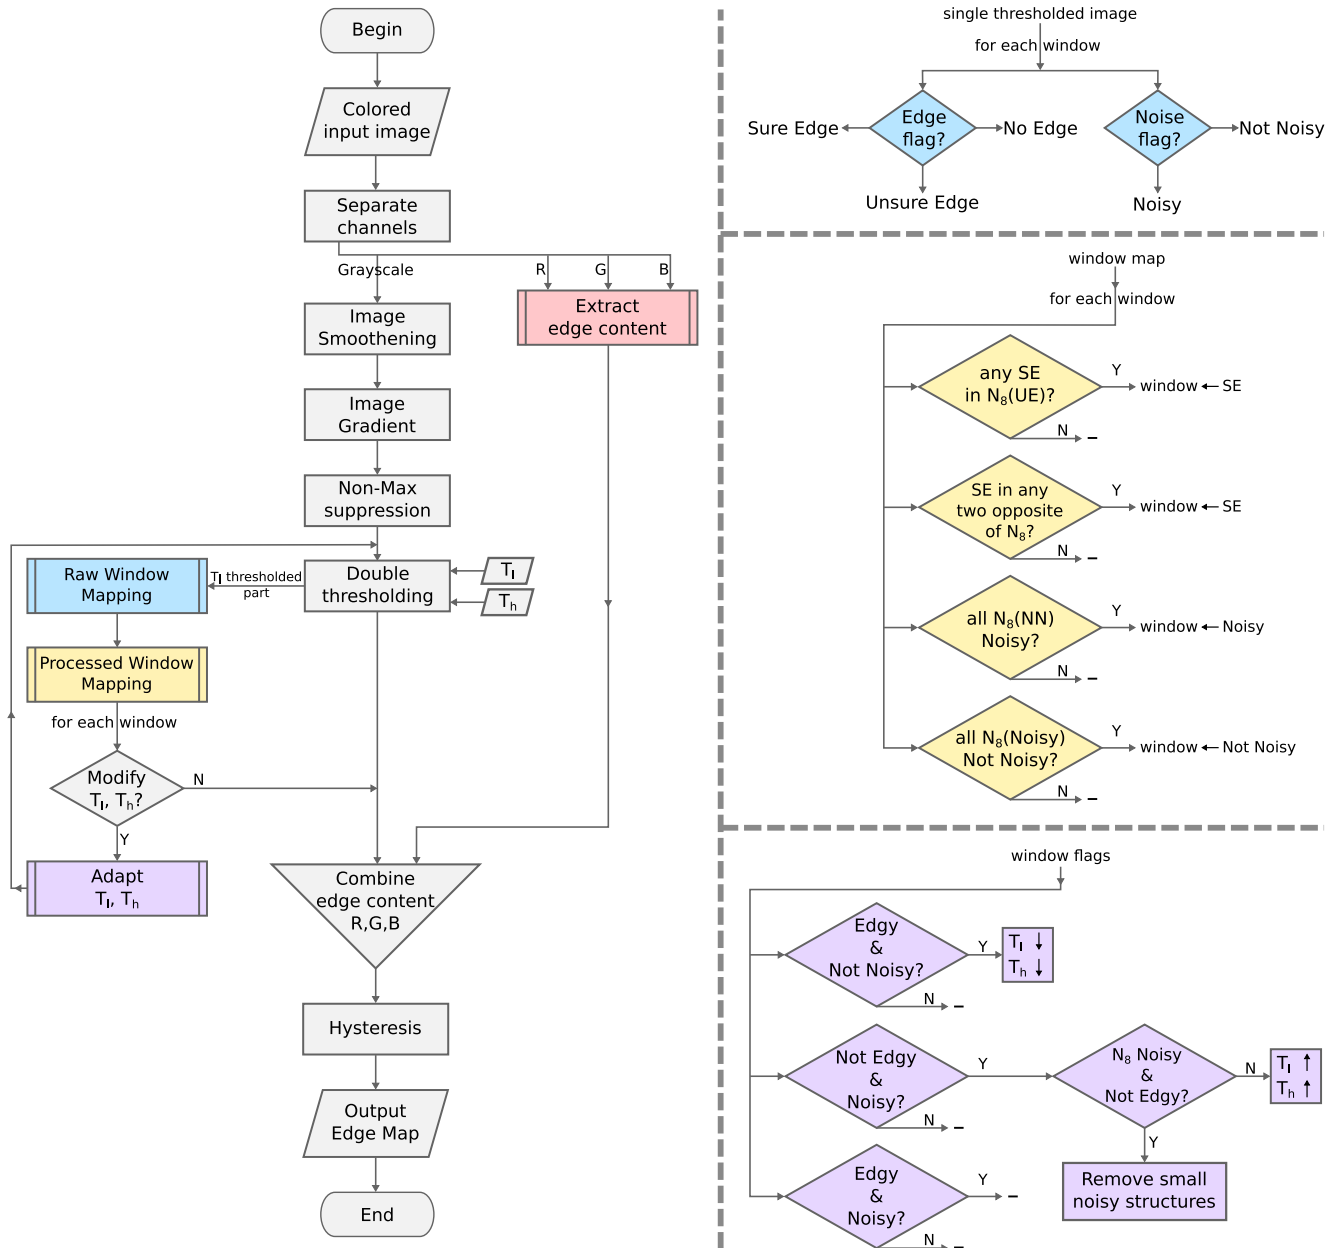 Begin
Colored
input image
Separate
channels
Grayscale
R
G
B
Image
Smoothening
Extract
edge content
Image
Gradient
Non-Max
suppression
Double
thresholding
Tl
Th
Tl thresholded
part
Raw Window
Mapping
Processed Window
Mapping
for each window
Modify
Tl, Th?
N
Y
Adapt
Tl, Th
Combine
edge content
R,G,B
Hysteresis
Output
Edge Map
End
single thresholded image
for each window
Edge
flag?
Sure Edge
No Edge
Unsure Edge
Noise
flag?
Not Noisy
Noisy
window map
for each window
any SE
in N₈(UE)?
Y
window ← SE
N –
SE in any
two opposite
of N₈?
Y
window ← SE
N –
all N₈(NN)
Noisy?
Y
window ← Noisy
N –
all N₈(Noisy)
Not Noisy?
Y
window ← Not Noisy
N –
window flags
Edgy
&
Not Noisy?
Y
Tl ↓
Th ↓
N –
Not Edgy
&
Noisy?
Y
N –
N₈ Noisy
&
Not Edgy?
N
Tl ↑
Th ↑
Y
Remove small
noisy structures
Edgy
&
Noisy?
Y –
N –